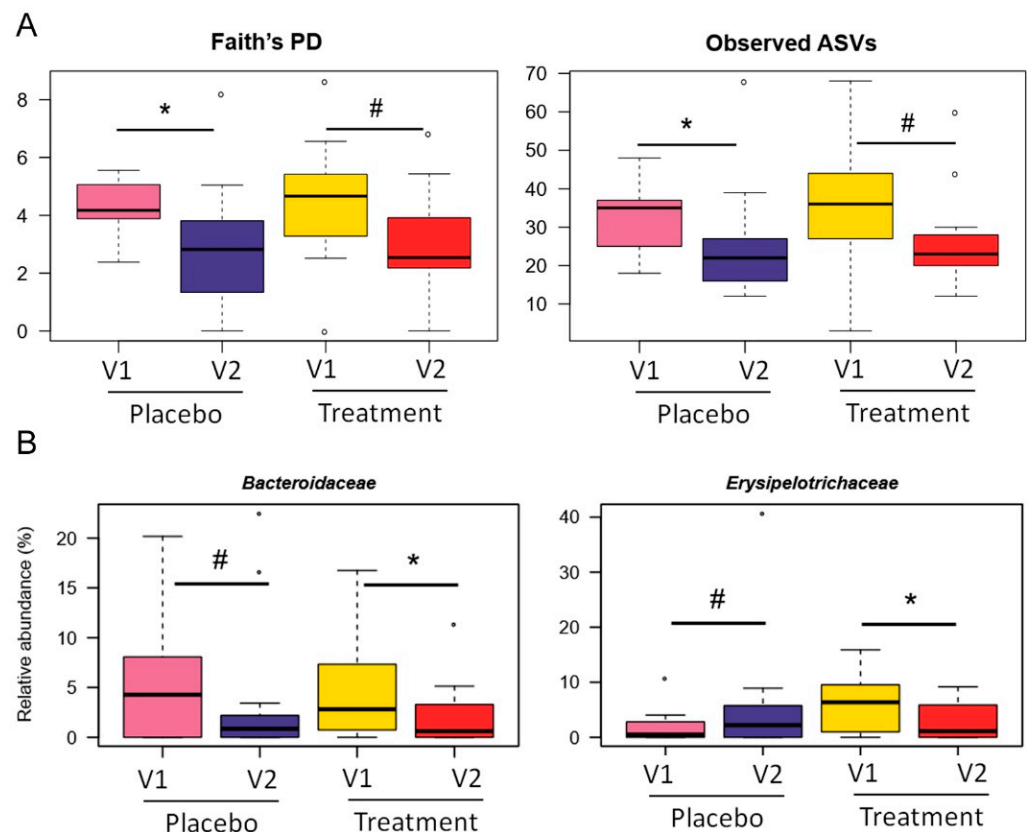 A
Faith's PD
Observed ASVs
8
6
4
2
0
*
#
70
60
50
40
30
20
10
*
#
V1 V2 V1 V2
Placebo Treatment
V1 V2 V1 V2
Placebo Treatment
B
Bacteroidaceae
Erysipelotrichaceae
Relative abundance (%)
20
15
10
5
0
#
*
40
30
20
10
0
#
*
V1 V2 V1 V2
Placebo Treatment
V1 V2 V1 V2
Placebo Treatment